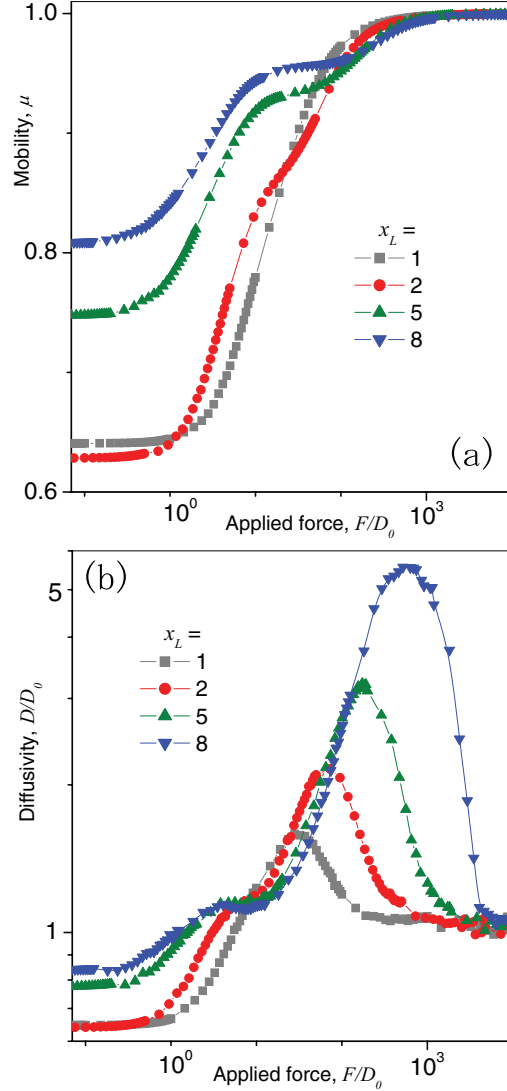 1.0
0.8
0.6
Mobility, μ
x_L =
1
2
5
8
(a)
10^0
10^3
Applied force, F/D_0
(b)
5
2
1
Diffusivity, D/D_0
x_L =
1
2
5
8
10^0
10^3
Applied force, F/D_0